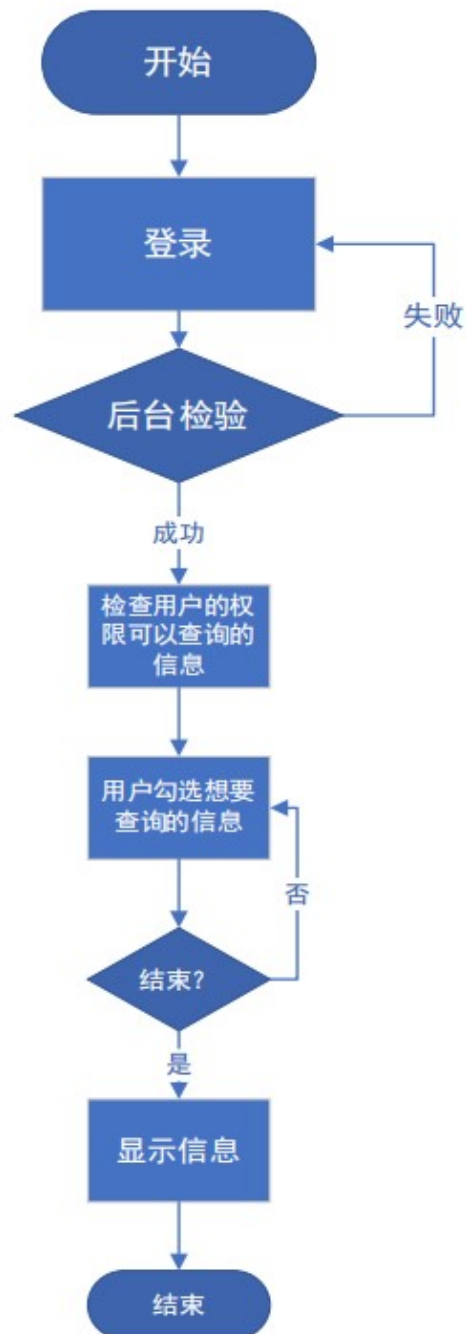 开始
登录
失败
后台检验
成功
检查用户的权
限可以查询的
信息
用户勾选想要
查询的信息
否
结束?
是
显示信息
结束